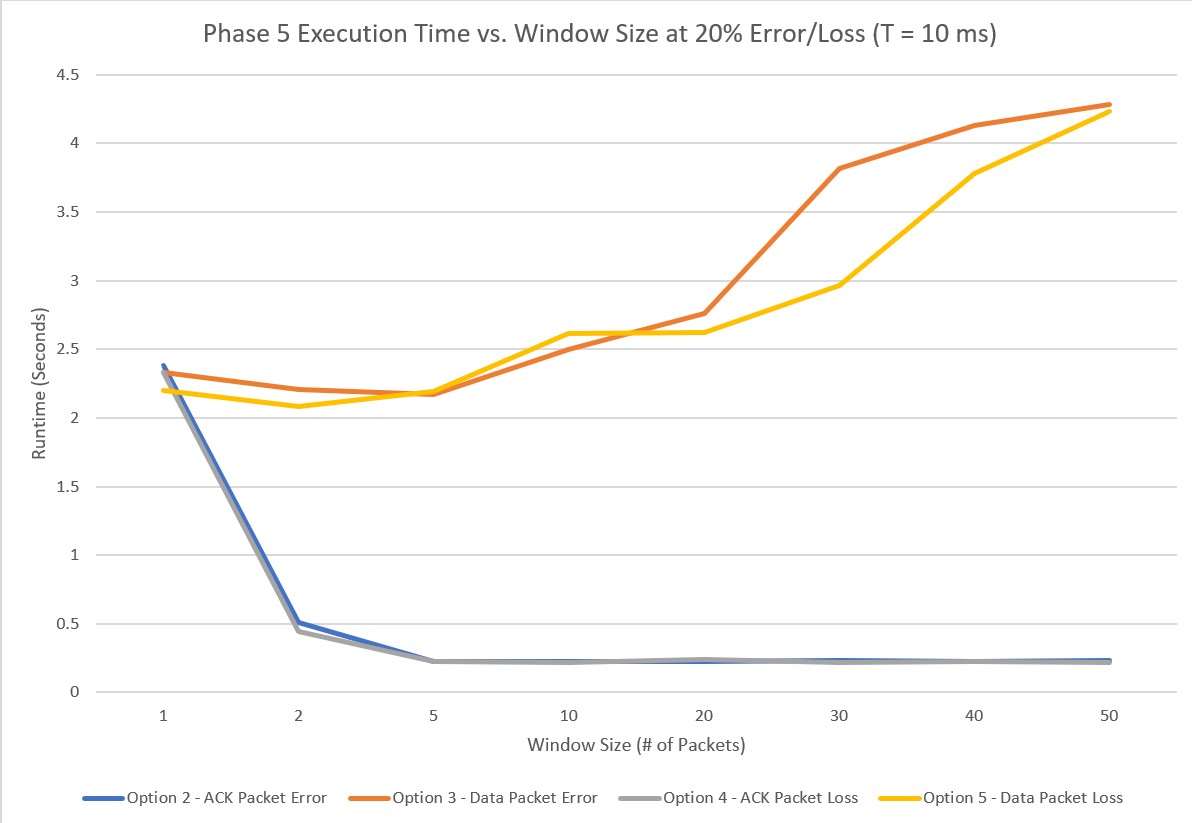 Phase 5 Execution Time vs. Window Size at 20% Error/Loss (T = 10 ms)
4.5
4
3.5
3
2.5
2
1.5
1
0.5
0
Runtime (Seconds)
1 2 5 10 20 30 40 50
Window Size (# of Packets)
Option 2 - ACK Packet Error Option 3 - Data Packet Error Option 4 - ACK Packet Loss Option 5 - Data Packet Loss